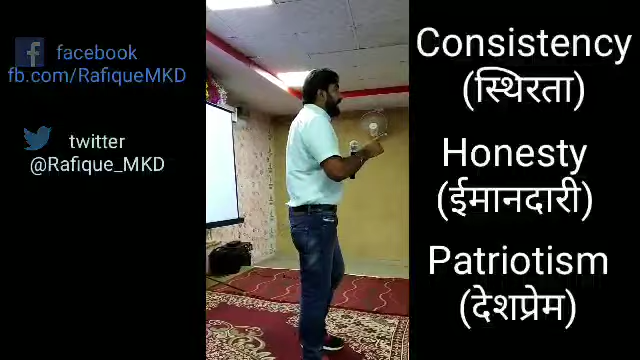 facebook
fb.com/RafiqueMKD
twitter
@Rafique_MKD
Consistency
(स्थिरता)
Honesty
(ईमानदारी)
Patriotism
(देशप्रेम)